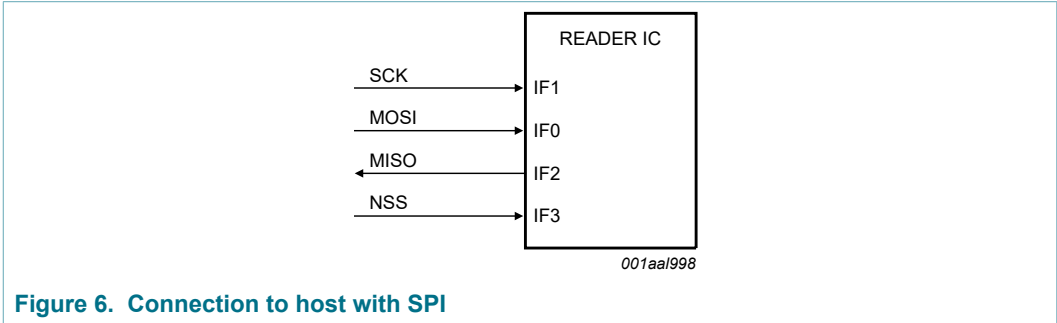 READER IC
SCK
IF1
MOSI
IF0
MISO
IF2
NSS
IF3
001aal998
Figure 6. Connection to host with SPI